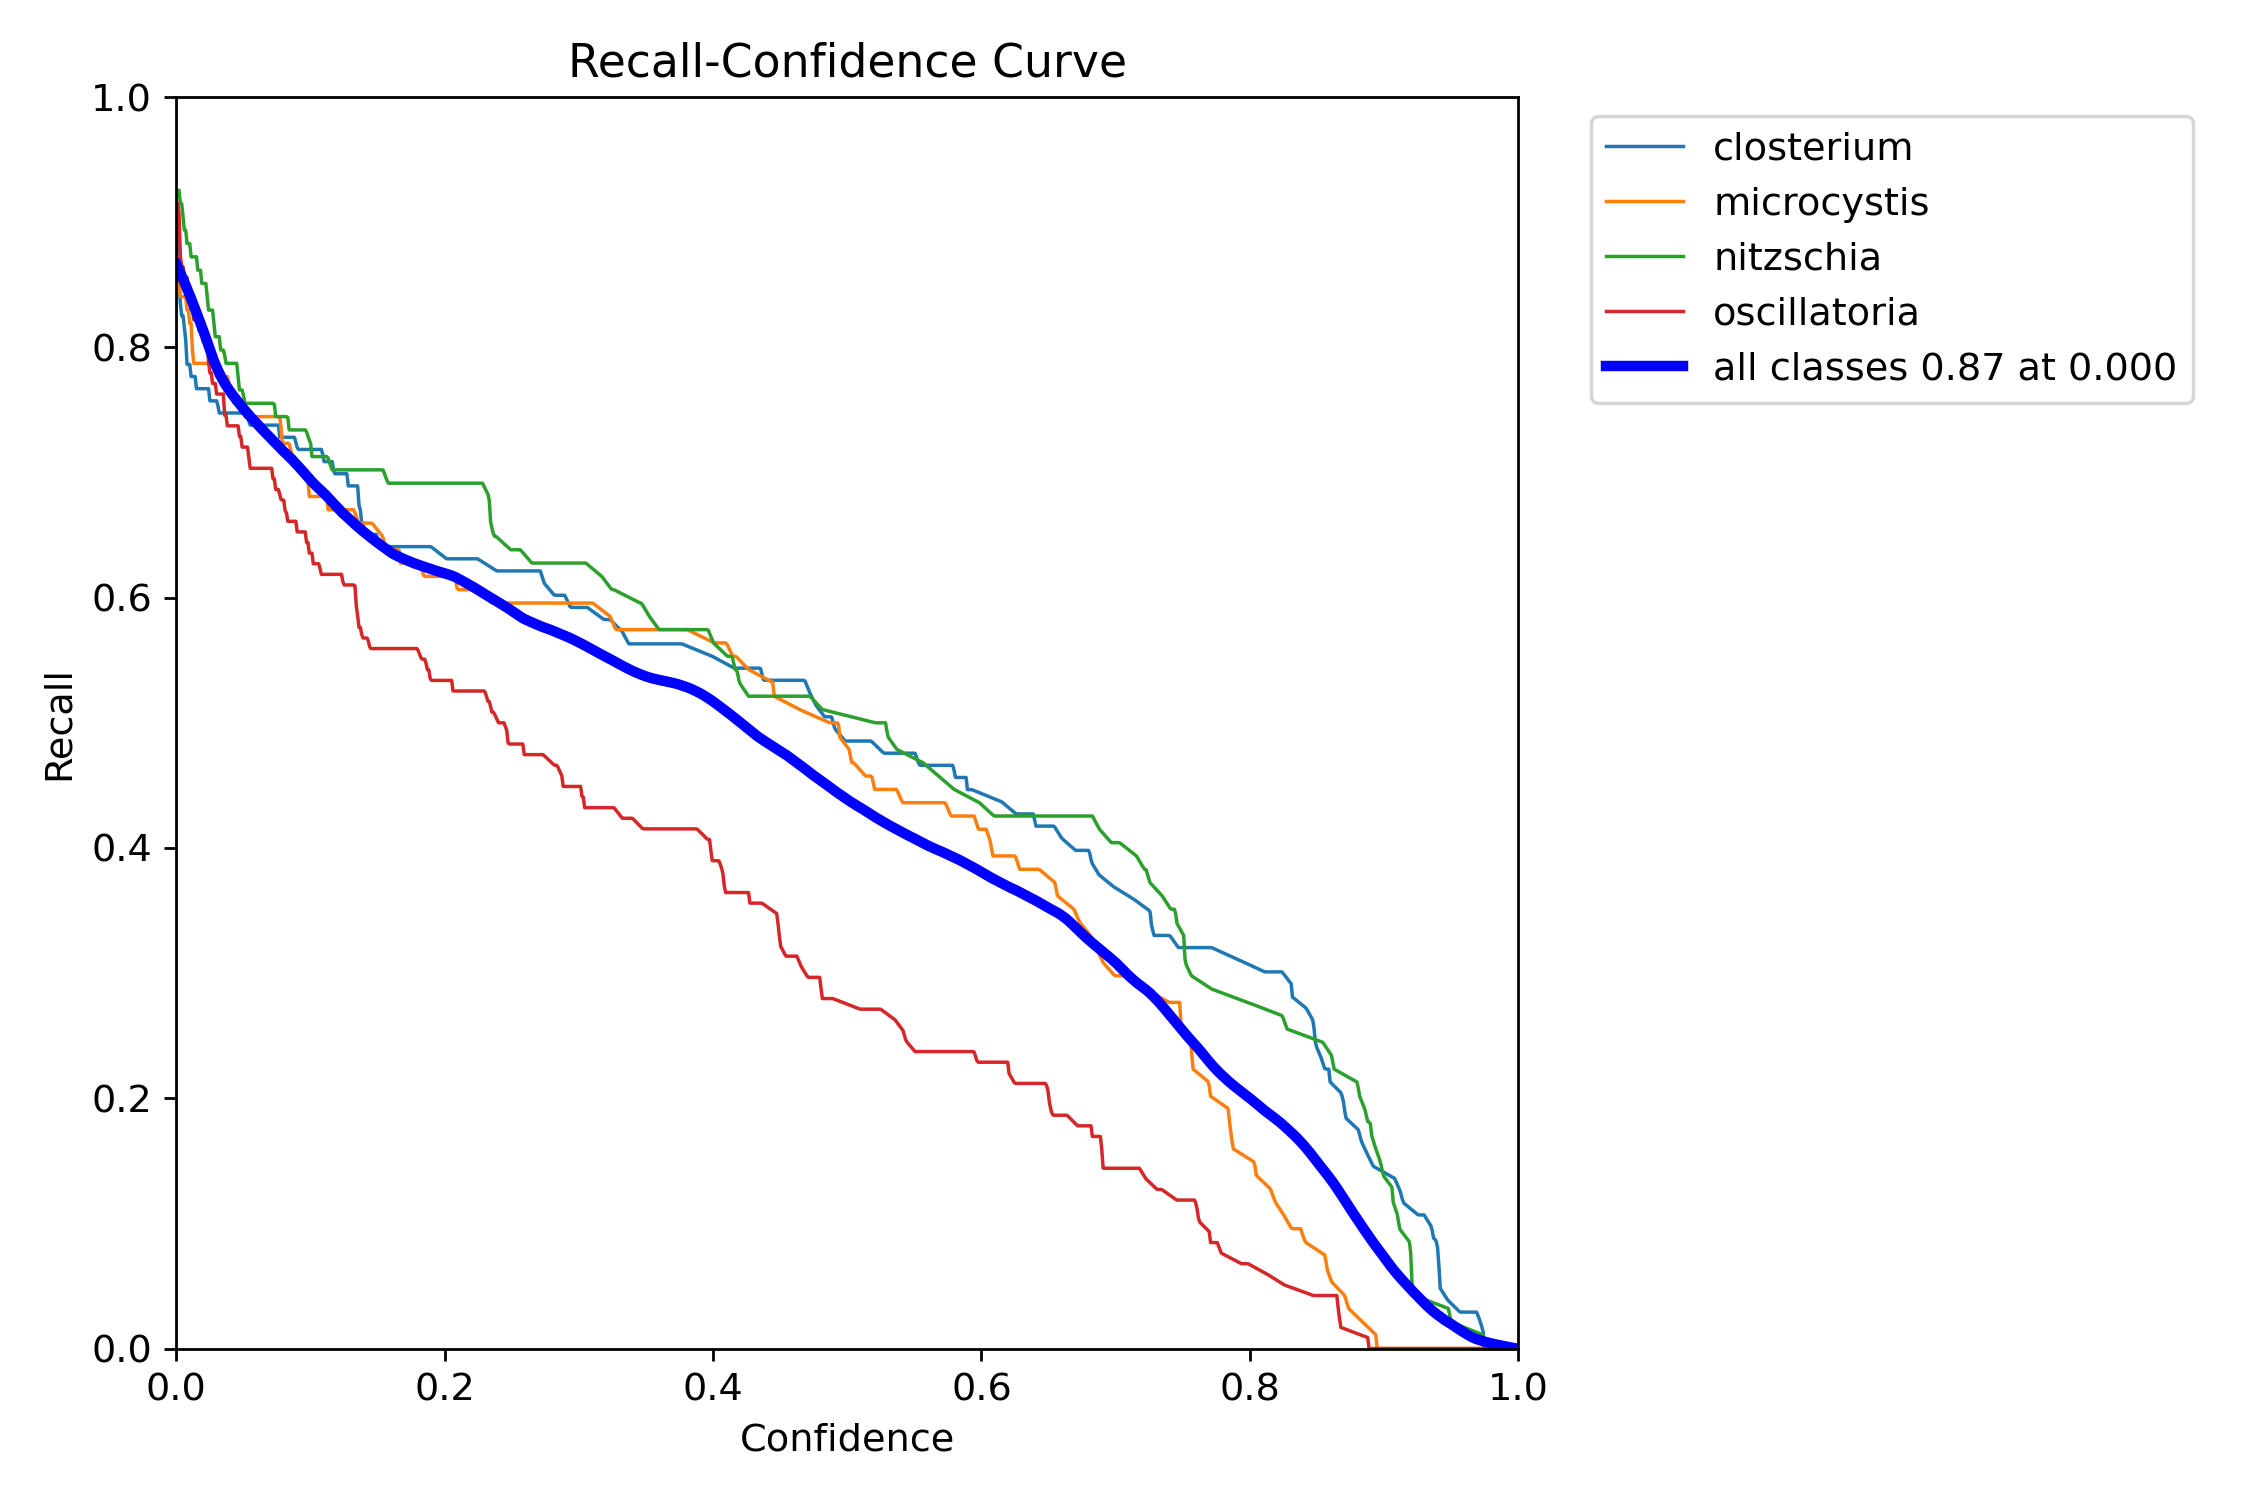 Recall-Confidence Curve
1.0
0.8
0.6
0.4
0.2
0.0
Recall
0.0 0.2 0.4 0.6 0.8 1.0
Confidence
closterium
microcystis
nitzschia
oscillatoria
all classes 0.87 at 0.000